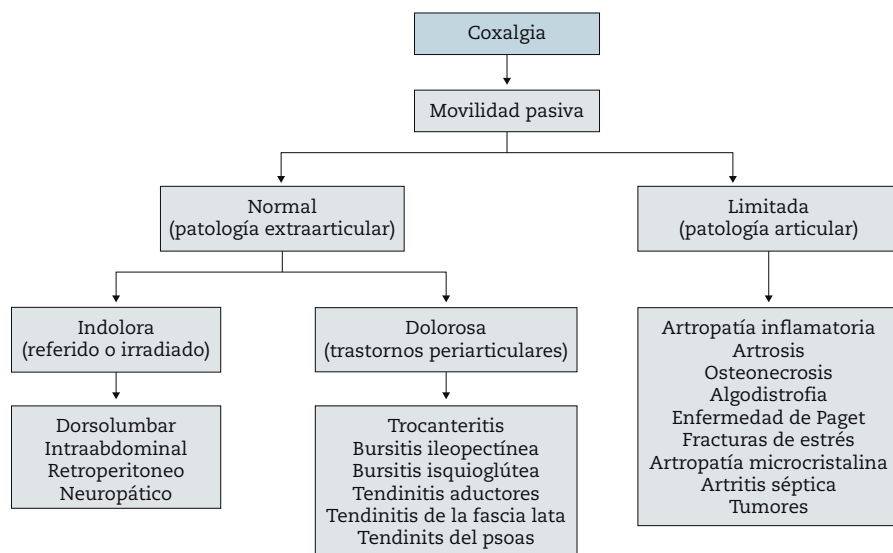 Coxalgia
Movilidad pasiva
Normal
(patología extraarticular)
Limitada
(patología articular)
Indolora
(referido o irradiado)
Dolorosa
(trastornos periarticulares)
Dorsolumbar
Intraabdominal
Retroperitoneo
Neuropático
Trocanteritis
Bursitis ileopectínea
Bursitis isquioglútea
Tendinitis aductores
Tendinitis de la fascia lata
Tendinits del psoas
Artropatía inflamatoria
Artrosis
Osteonecrosis
Algodistrofia
Enfermedad de Paget
Fracturas de estrés
Artropatía microcristalina
Artritis séptica
Tumores